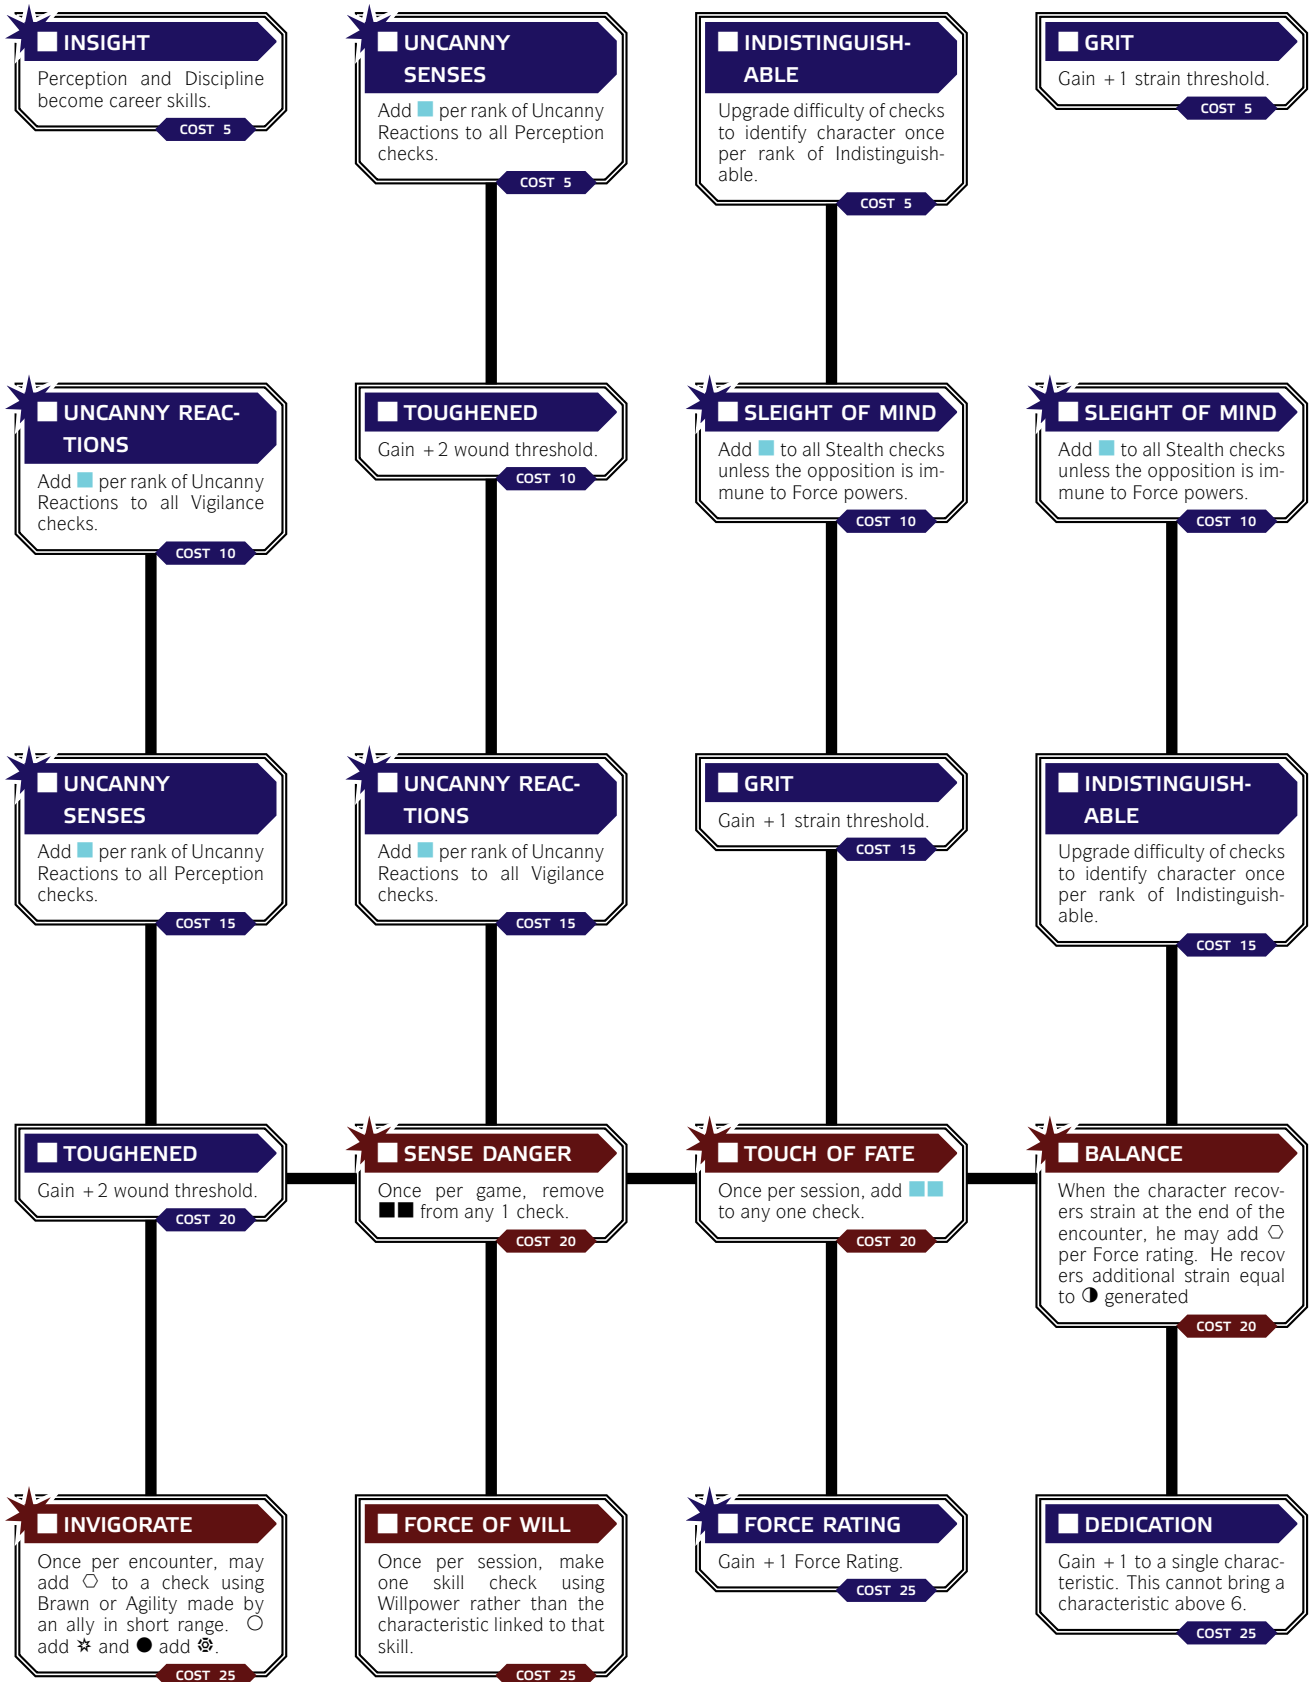 INSIGHT
Perception and Discipline
become career skills.
COST 5
UNCANNY
SENSES
Add per rank of Uncanny
Reactions to all Perception
checks.
COST 5
INDISTINGUISH-
ABLE
Upgrade difficulty of checks
to identify character once
per rank of Indistinguish-
able.
COST 5
GRIT
Gain +1 strain threshold.
COST 5
UNCANNY REAC-
TIONS
Add per rank of Uncanny
Reactions to all Vigilance
checks.
COST 10
TOUGHENED
Gain +2 wound threshold.
COST 10
SLEIGHT OF MIND
Add to all Stealth checks
unless the opposition is im-
mune to Force powers.
COST 10
SLEIGHT OF MIND
Add to all Stealth checks
unless the opposition is im-
mune to Force powers.
COST 10
UNCANNY
SENSES
Add per rank of Uncanny
Reactions to all Perception
checks.
COST 15
UNCANNY REAC-
TIONS
Add per rank of Uncanny
Reactions to all Vigilance
checks.
COST 15
GRIT
Gain +1 strain threshold.
COST 15
INDISTINGUISH-
ABLE
Upgrade difficulty of checks
to identify character once
per rank of Indistinguish-
able.
COST 15
TOUGHENED
Gain +2 wound threshold.
COST 20
SENSE DANGER
Once per game, remove
from any 1 check.
COST 20
TOUCH OF FATE
Once per session, add
to any one check.
COST 20
BALANCE
When the character recov-
ers strain at the end of the
encounter, he may add
per Force rating. He recov
ers additional strain equal
to generated
COST 20
INVIGORATE
Once per encounter, may
add to a check using
Brawn or Agility made by
an ally in short range.
add and add .
COST 25
FORCE OF WILL
Once per session, make
one skill check using
Willpower rather than the
characteristic linked to that
skill.
COST 25
FORCE RATING
Gain +1 Force Rating.
COST 25
DEDICATION
Gain +1 to a single charac-
teristic. This cannot bring a
characteristic above 6.
COST 25